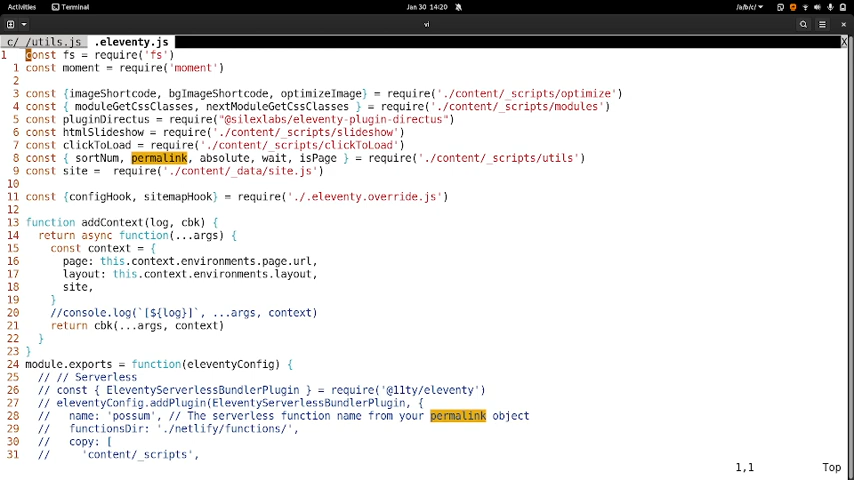 Activities Terminal Jan 30 14:20 /a/b/c/
vi
c/ /utils.js .eleventy.js X
1 const fs = require('fs')
1 const moment = require('moment')
2
3 const {imageShortcode, bgImageShortcode, optimizeImage} = require('./content/_scripts/optimize')
4 const { moduleGetCssClasses, nextModuleGetCssClasses } = require('./content/_scripts/modules')
5 const pluginDirectus = require("@silexlabs/eleventy-plugin-directus")
6 const htmlSlideshow = require('./content/_scripts/slideshow')
7 const clickToLoad = require('./content/_scripts/clickToLoad')
8 const { sortNum, permalink, absolute, wait, isPage } = require('./content/_scripts/utils')
9 const site =  require('./content/_data/site.js')
10
11 const {configHook, sitemapHook} = require('./.eleventy.override.js')
12
13 function addContext(log, cbk) {
14   return async function(...args) {
15     const context = {
16       page: this.context.environments.page.url,
17       layout: this.context.environments.layout,
18       site,
19     }
20     //console.log(`[${log}]`, ...args, context)
21     return cbk(...args, context)
22   }
23 }
24 module.exports = function(eleventyConfig) {
25   // // Serverless
26   // const { EleventyServerlessBundlerPlugin } = require('@11ty/eleventy')
27   // eleventyConfig.addPlugin(EleventyServerlessBundlerPlugin, {
28   //   name: 'possum', // The serverless function name from your permalink object
29   //   functionsDir: './netlify/functions/',
30   //   copy: [
31   //     'content/_scripts',
1,1 Top